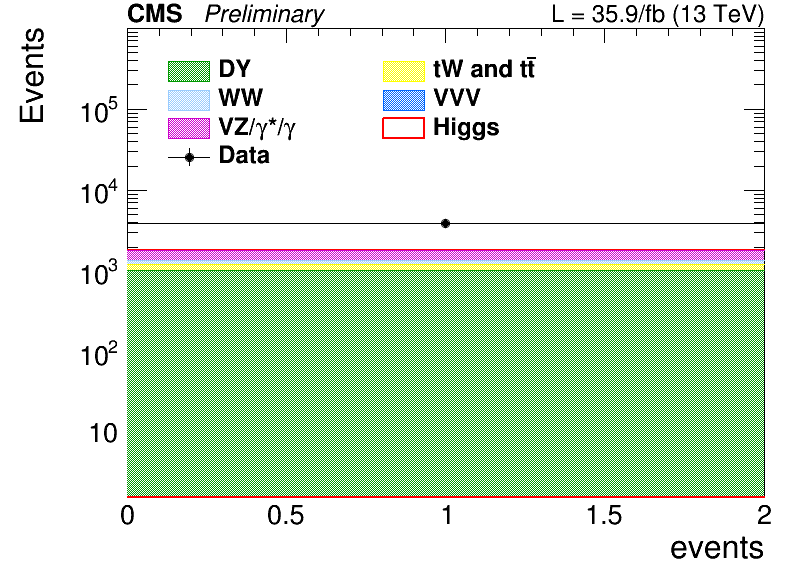 CMS Preliminary L = 35.9/fb (13 TeV)
Events
DY tW and tt̄
WW VVV
VZ/γ*/γ Higgs
Data
10⁵
10⁴
10³
10²
10
0 0.5 1 1.5 2
events